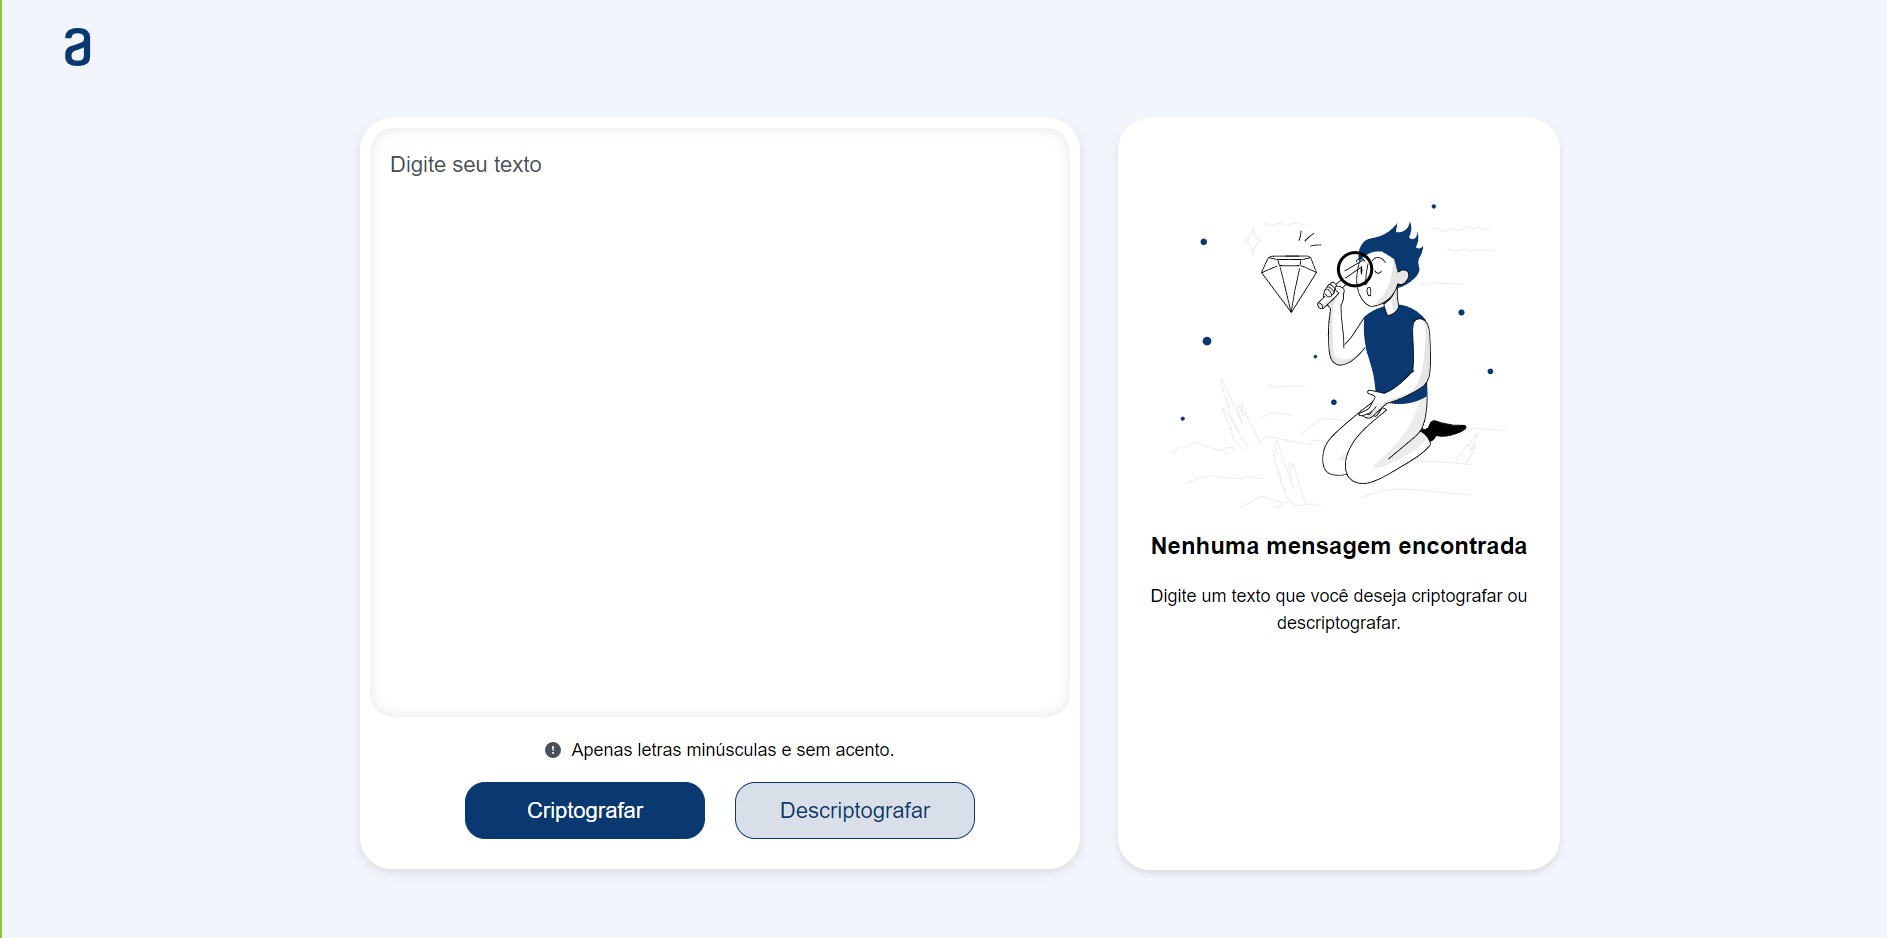 a
Digite seu texto
Apenas letras minúsculas e sem acento.
Criptografar
Descriptografar
Nenhuma mensagem encontrada
Digite um texto que você deseja criptografar ou
descriptografar.